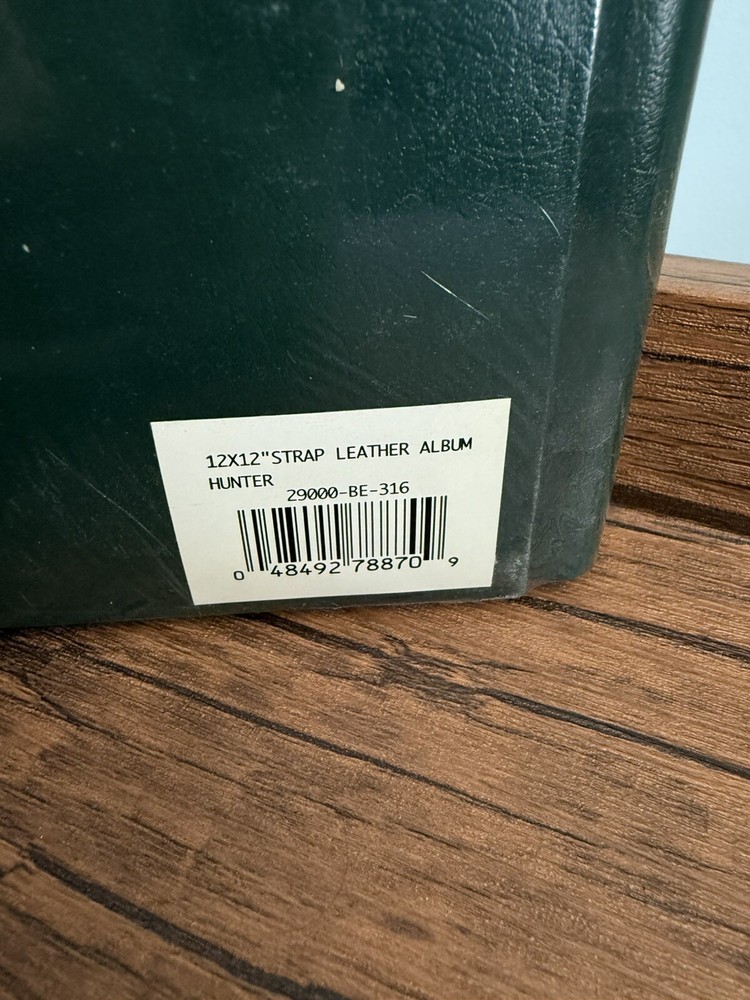 12X12"STRAP LEATHER ALBUM
HUNTER
29000-BE-316
0 48492 78870 9